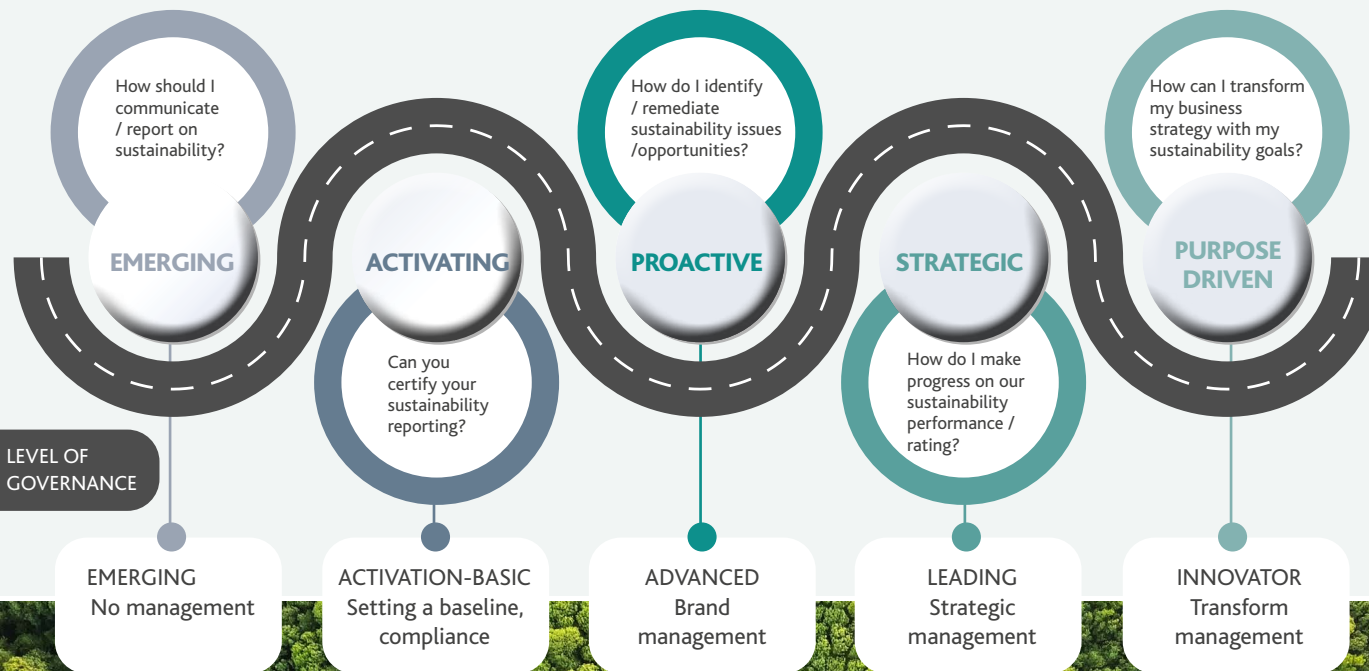 How should I
communicate
/ report on
sustainability?
EMERGING
ACTIVATING
Can you
certify your
sustainability
reporting?
How do I identify
/ remediate
sustainability issues
/opportunities?
PROACTIVE
STRATEGIC
How do I make
progress on our
sustainability
performance /
rating?
How can I transform
my business
strategy with my
sustainability goals?
PURPOSE
DRIVEN
LEVEL OF
GOVERNANCE
EMERGING
No management
ACTIVATION-BASIC
Setting a baseline,
compliance
ADVANCED
Brand
management
LEADING
Strategic
management
INNOVATOR
Transform
management